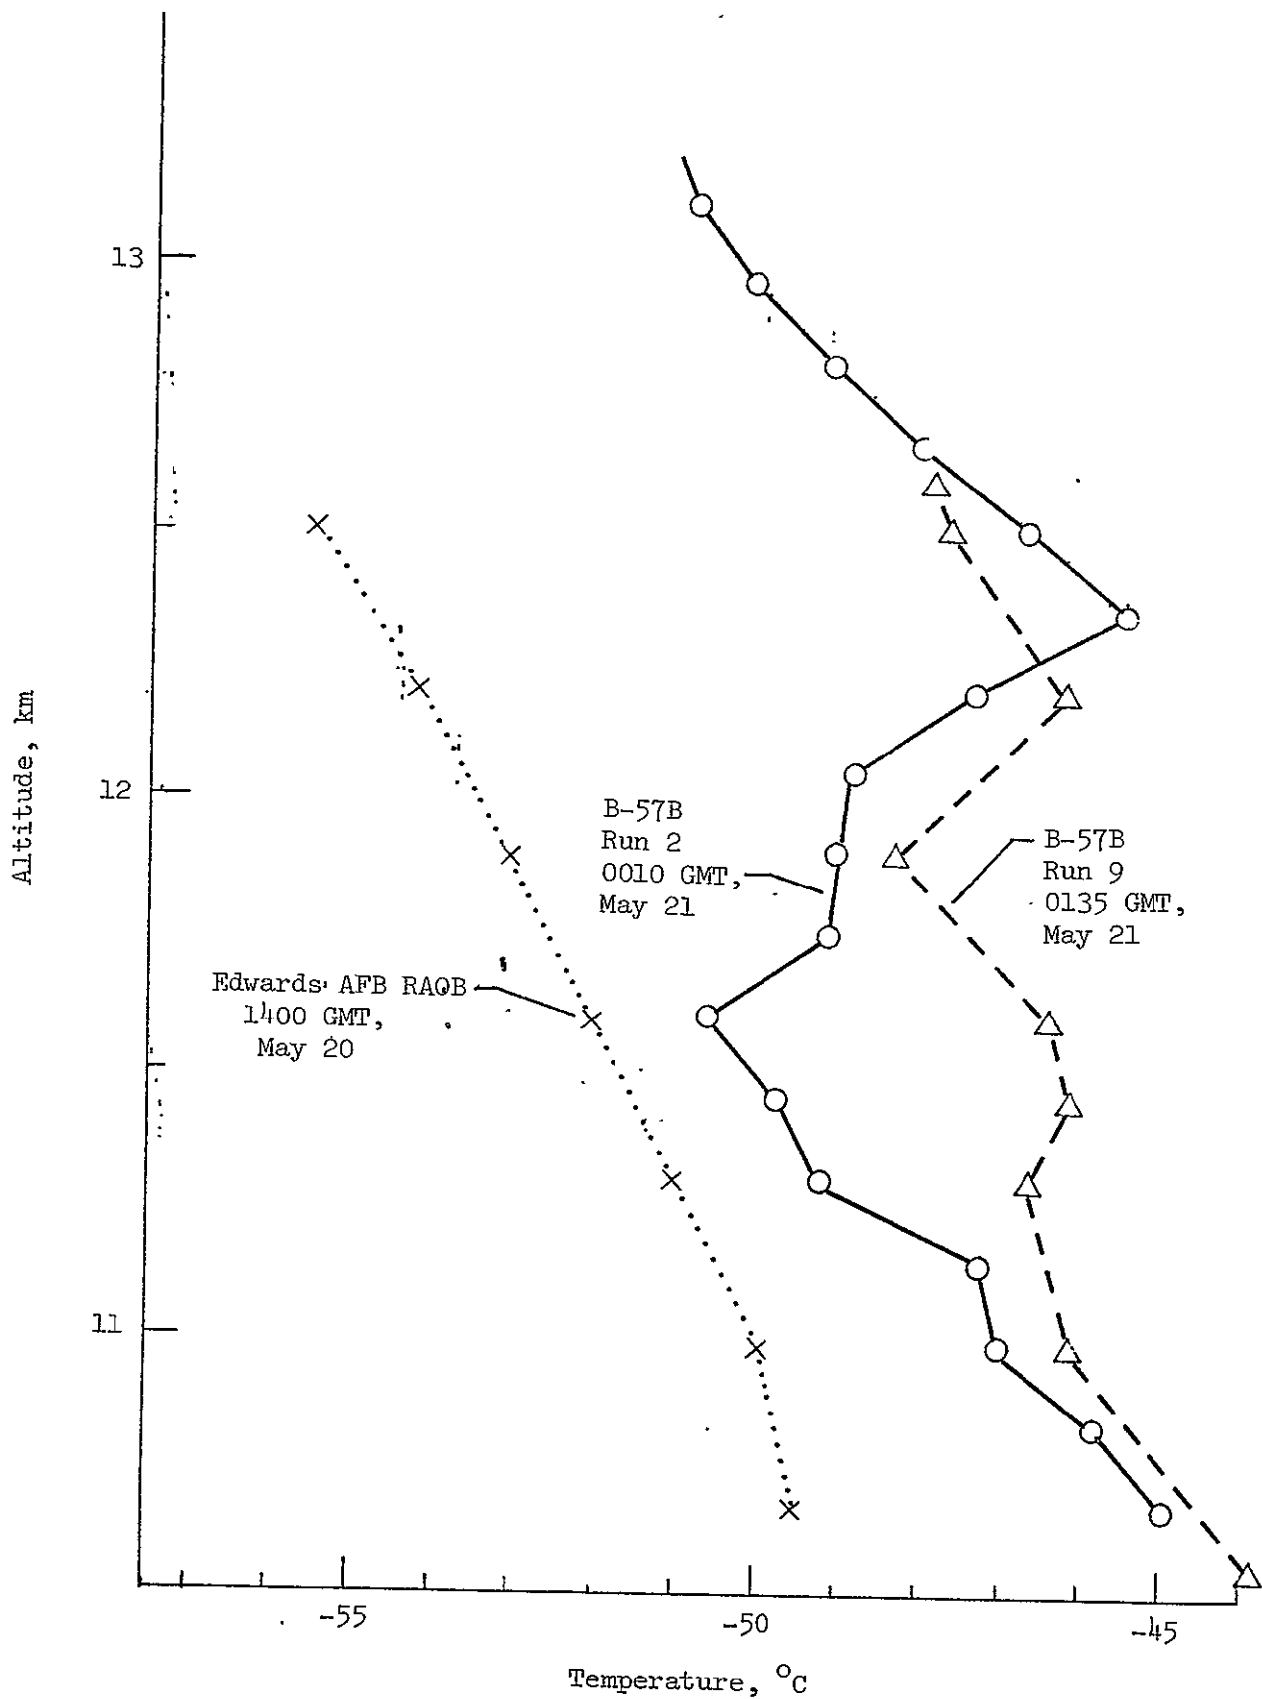 13
12
11
Altitude, km
B-57B
Run 2
0010 GMT,
May 21
B-57B
Run 9
0135 GMT,
May 21
Edwards AFB RAOB
1400 GMT,
May 20
-55
-50
-45
Temperature, °C